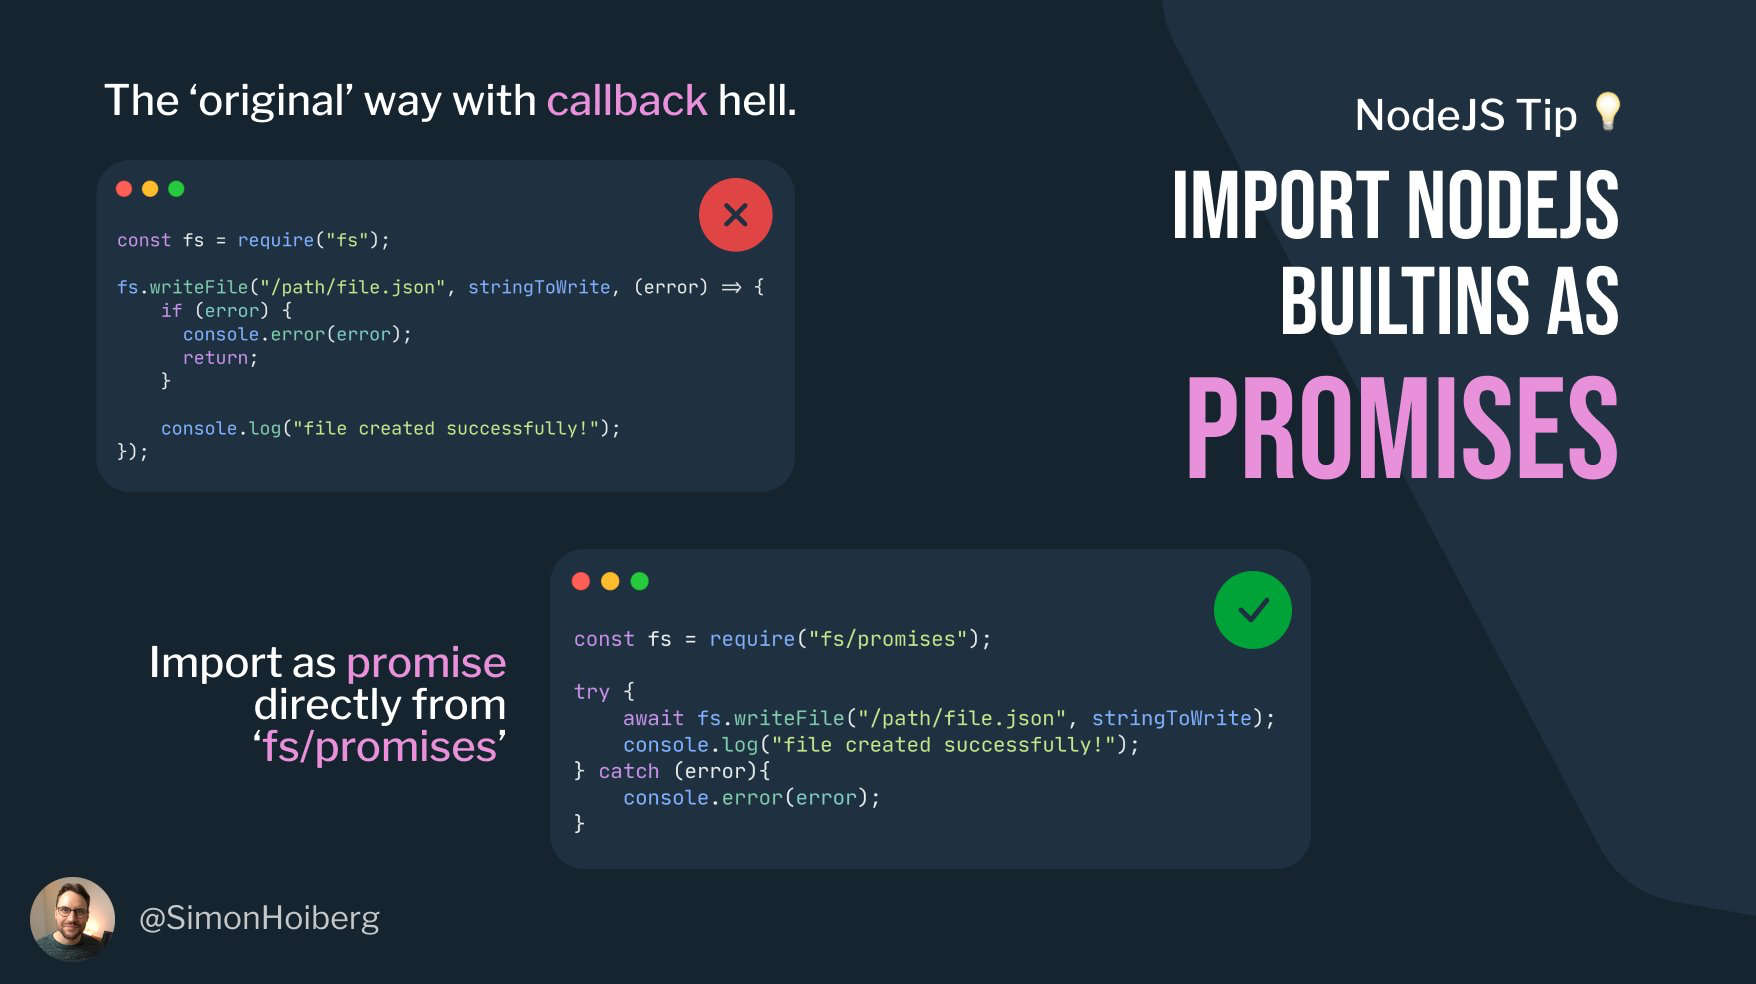 The ‘original’ way with callback hell.
const fs = require("fs");
fs.writeFile("/path/file.json", stringToWrite, (error) => {
if (error) {
console.error(error);
return;
}
console.log("file created successfully!");
});
NodeJS Tip 💡
IMPORT NODEJS
BUILTINS AS
PROMISES
Import as promise
directly from
‘fs/promises’
const fs = require("fs/promises");
try {
await fs.writeFile("/path/file.json", stringToWrite);
console.log("file created successfully!");
} catch (error){
console.error(error);
}
@SimonHoiberg